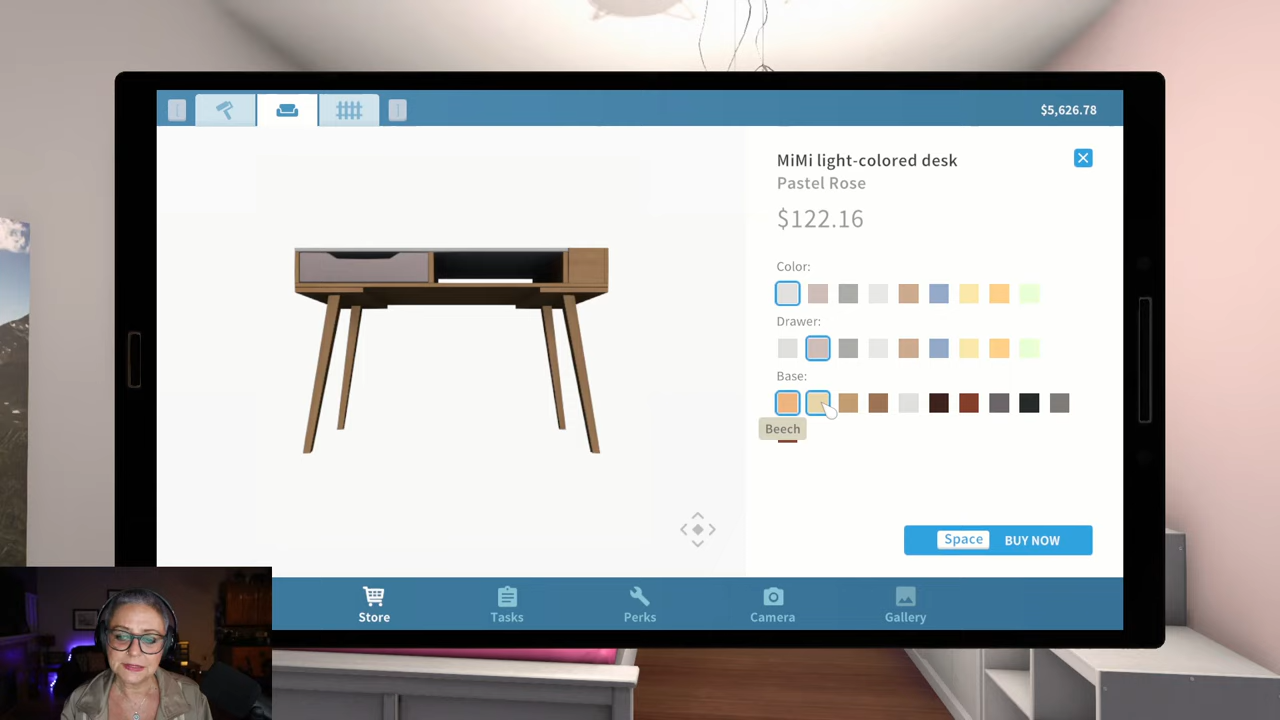 $5,626.78
MiMi light-colored desk
Pastel Rose
$122.16
Color:
Drawer:
Base:
Beech
Space BUY NOW
Store Tasks Perks Camera Gallery